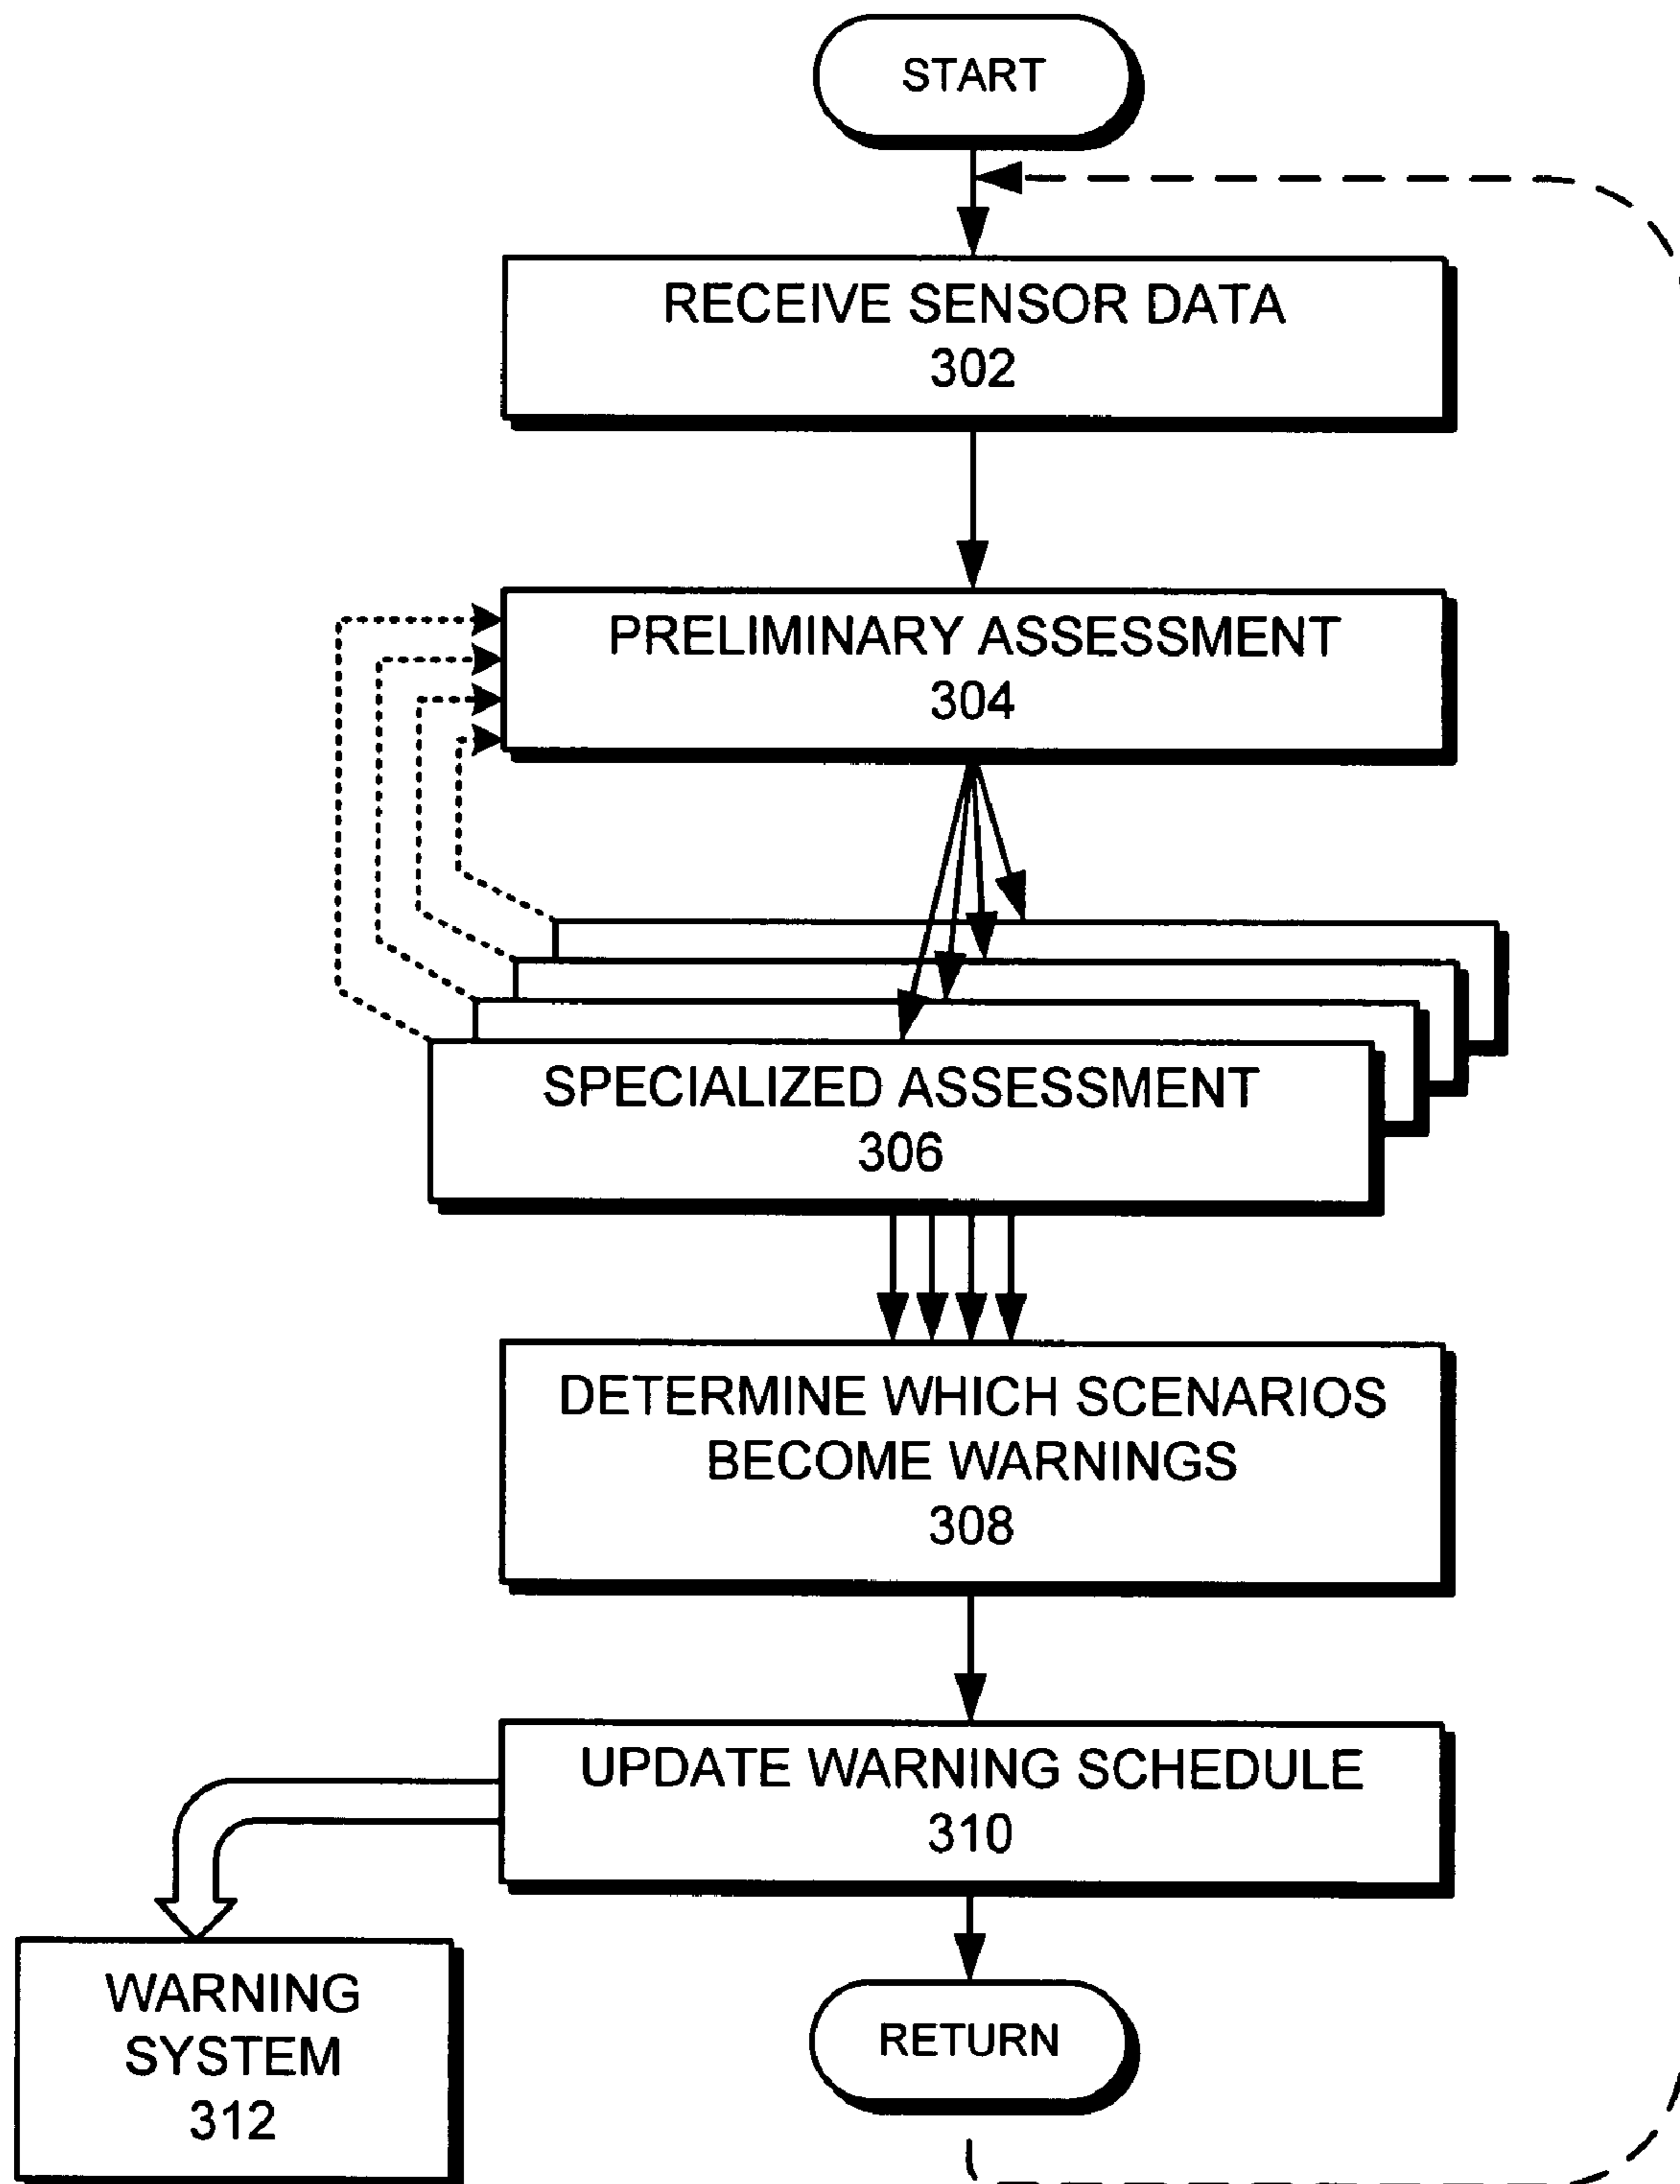 START
RECEIVE SENSOR DATA
302
PRELIMINARY ASSESSMENT
304
SPECIALIZED ASSESSMENT
306
DETERMINE WHICH SCENARIOS
BECOME WARNINGS
308
UPDATE WARNING SCHEDULE
310
WARNING
SYSTEM
312
RETURN